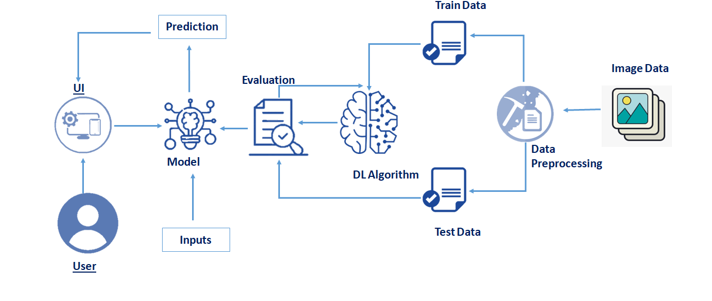 Train Data
Prediction
Evaluation
Image Data
UI
Model
DL Algorithm
Data
Preprocessing
Inputs
Test Data
User